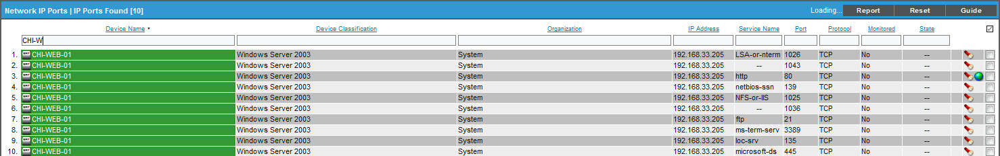 Network IP Ports | IP Ports Found [10] Loading... Report Reset Guide
Device Name Device Classification Organization IP Address Service Name Port Protocol Monitored State
CHI-W
1. CHI-WEB-01 Windows Server 2003 System 192.168.33.205 LSA-or-nterm 1026 TCP No --
2. CHI-WEB-01 Windows Server 2003 System 192.168.33.205 -- 1043 TCP No --
3. CHI-WEB-01 Windows Server 2003 System 192.168.33.205 http 80 TCP No --
4. CHI-WEB-01 Windows Server 2003 System 192.168.33.205 netbios-ssn 139 TCP No --
5. CHI-WEB-01 Windows Server 2003 System 192.168.33.205 NFS-or-IIS 1025 TCP No --
6. CHI-WEB-01 Windows Server 2003 System 192.168.33.205 -- 1036 TCP No --
7. CHI-WEB-01 Windows Server 2003 System 192.168.33.205 ftp 21 TCP No --
8. CHI-WEB-01 Windows Server 2003 System 192.168.33.205 ms-term-serv 3389 TCP No --
9. CHI-WEB-01 Windows Server 2003 System 192.168.33.205 loc-srv 135 TCP No --
10. CHI-WEB-01 Windows Server 2003 System 192.168.33.205 microsoft-ds 445 TCP No --